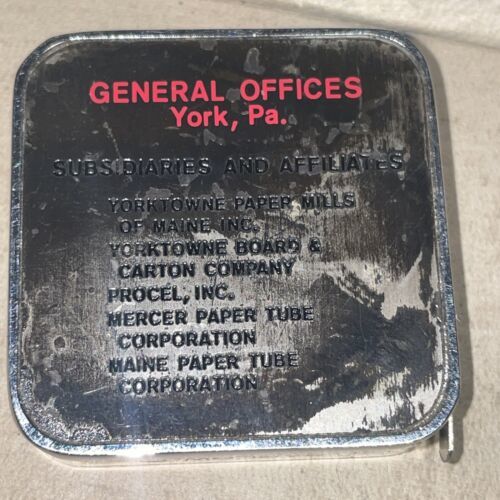 GENERAL OFFICES
York, Pa.
SUBSIDIARIES AND AFFILIATES
YORKTOWNE PAPER MILLS
OF MAINE INC.
YORKTOWNE BOARD &
CARTON COMPANY
PROCEL, INC.
MERCER PAPER TUBE
CORPORATION
MAINE PAPER TUBE
CORPORATION